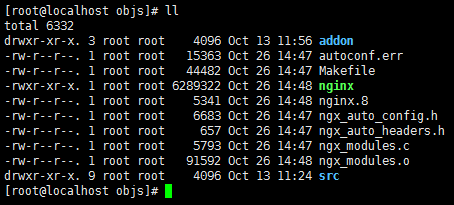 [root@localhost objs]# ll
total 6332
drwxr-xr-x. 3 root root    4096 Oct 13 11:56 addon
-rw-r--r--. 1 root root   15363 Oct 26 14:47 autoconf.err
-rw-r--r--. 1 root root   44482 Oct 26 14:47 Makefile
-rwxr-xr-x. 1 root root 6289322 Oct 26 14:48 nginx
-rw-r--r--. 1 root root    5341 Oct 26 14:48 nginx.8
-rw-r--r--. 1 root root    6683 Oct 26 14:47 ngx_auto_config.h
-rw-r--r--. 1 root root     657 Oct 26 14:47 ngx_auto_headers.h
-rw-r--r--. 1 root root    5793 Oct 26 14:47 ngx_modules.c
-rw-r--r--. 1 root root   91592 Oct 26 14:48 ngx_modules.o
drwxr-xr-x. 9 root root    4096 Oct 13 11:24 src
[root@localhost objs]#